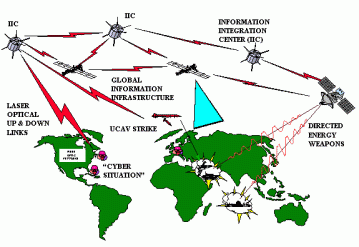 IIC
IIC
INFORMATION
INTEGRATION
CENTER (IIC)
GLOBAL
INFORMATION
INFRASTRUCTURE
LASER
OPTICAL
UP & DOWN
LINKS
UCAV STRIKE
DIRECTED
ENERGY
WEAPONS
"CYBER
SITUATION"